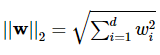 ||𝐰||₂ = √(∑ᵢ₌₁ᵈ wᵢ²)